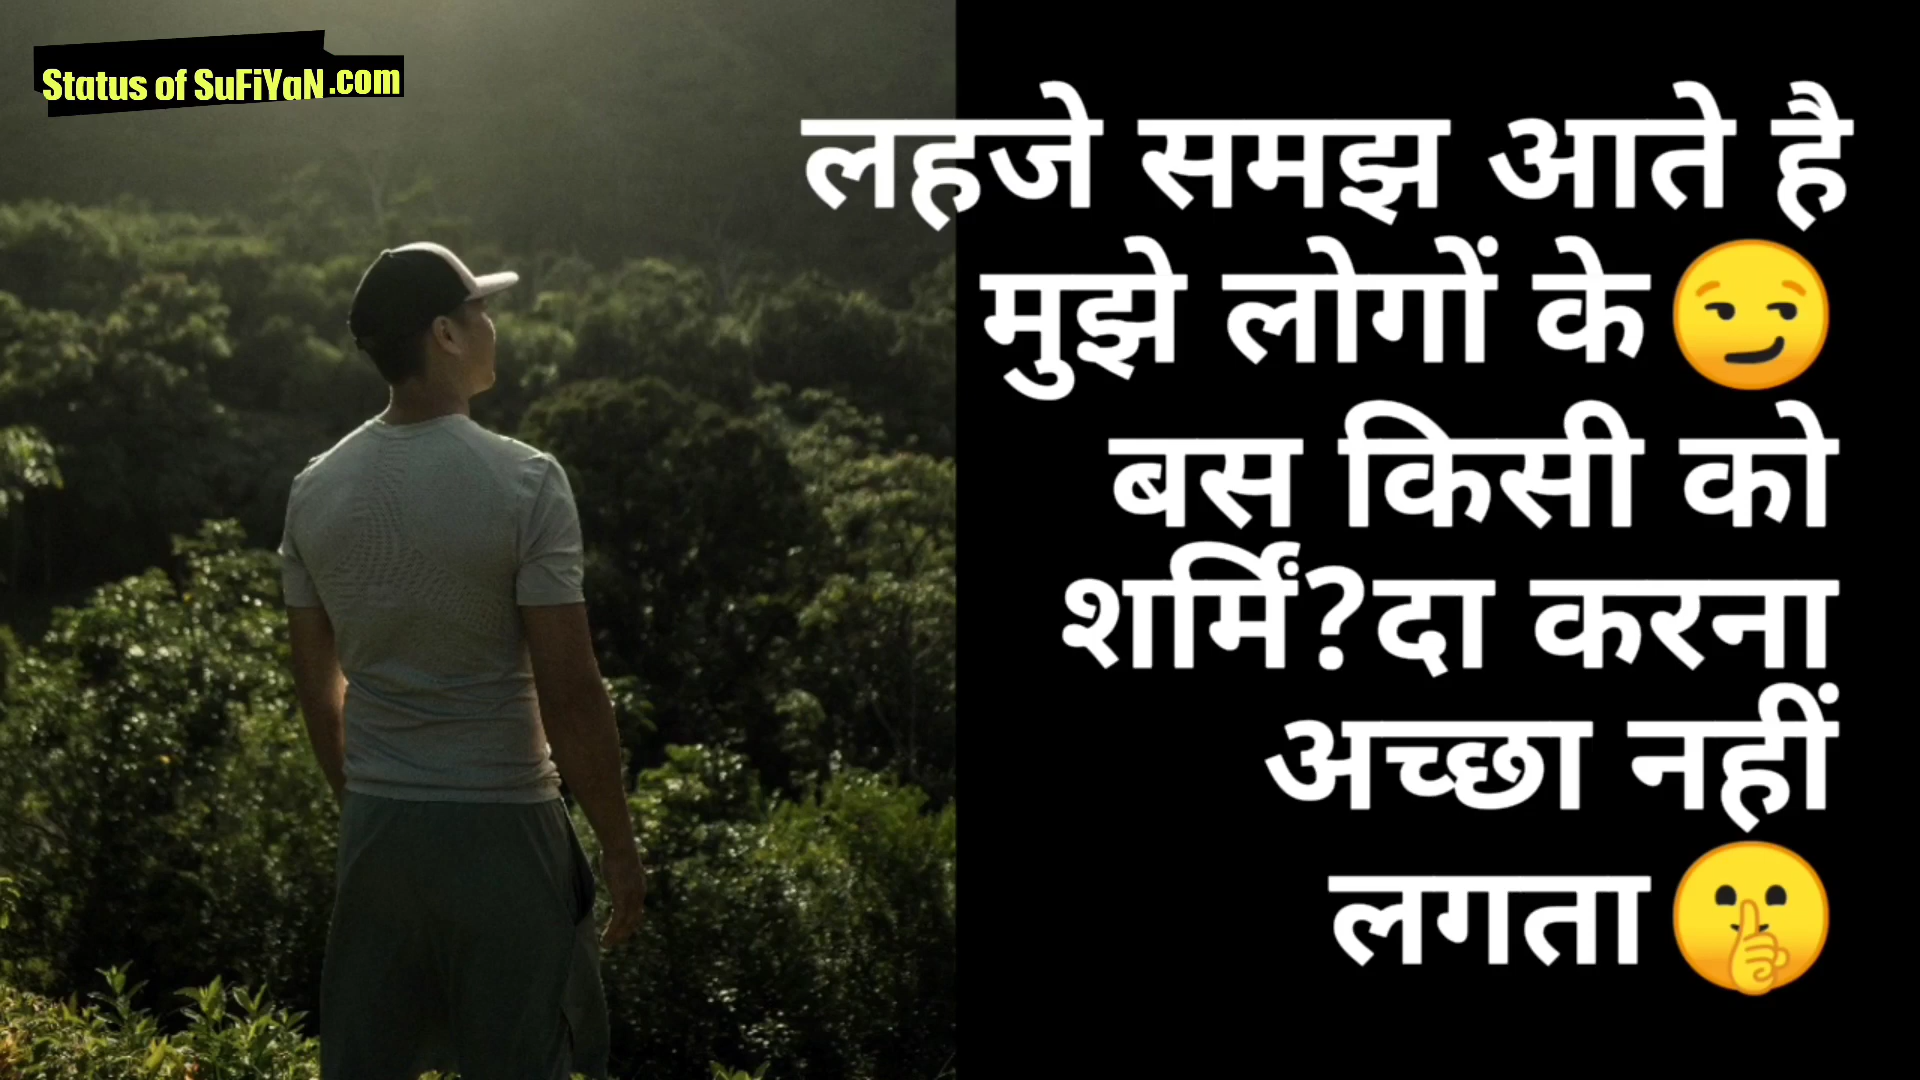 Status of SuFiYaN.com
लहजे समझ आते है
मुझे लोगों के😏
बस किसी को
शर्मिं?दा करना
अच्छा नहीं
लगता🤫